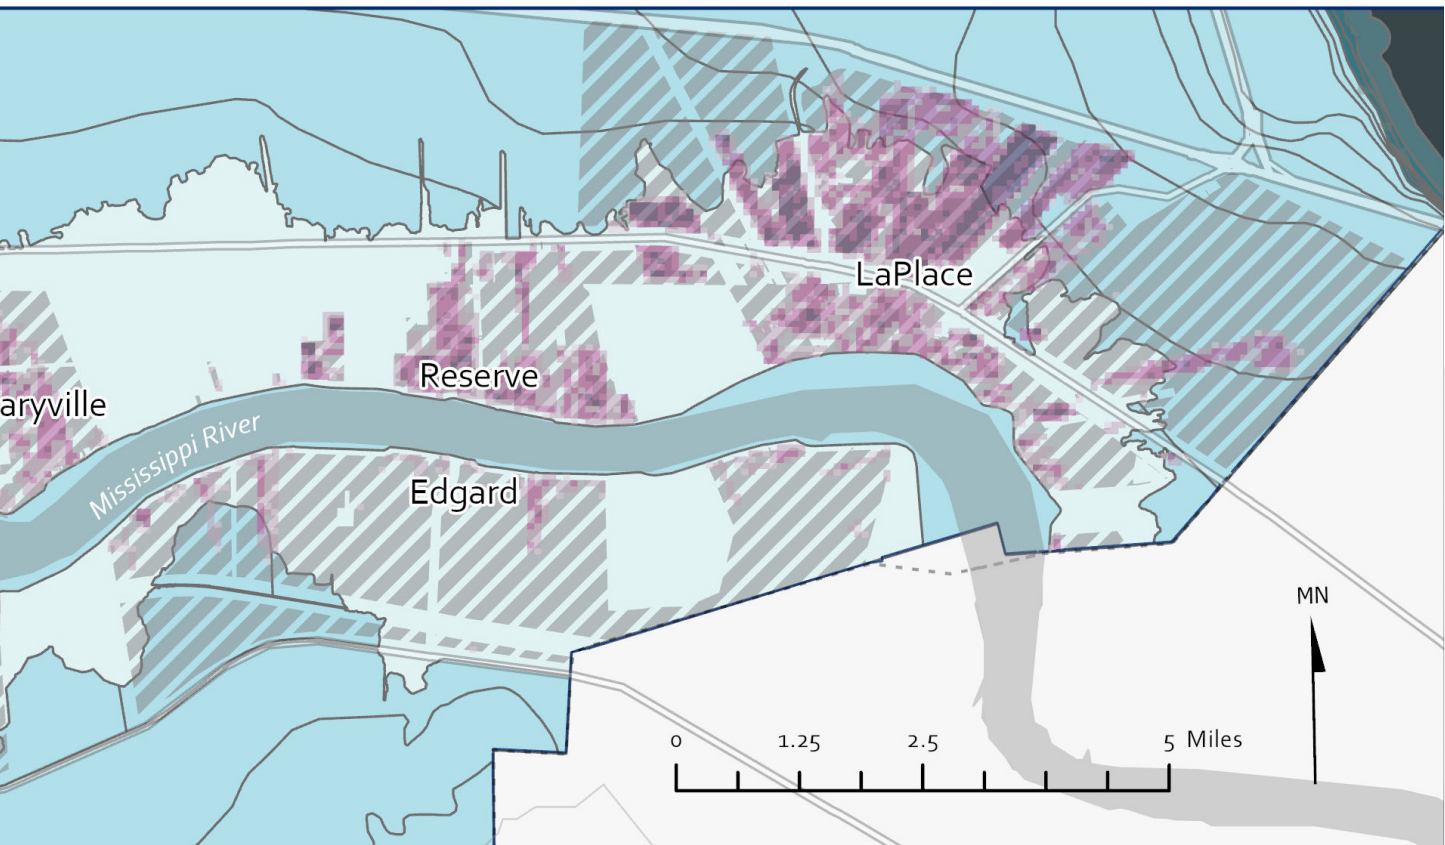 LaPlace
Reserve
aryville
Mississippi River
Edgard
MN
0 1.25 2.5 5 Miles